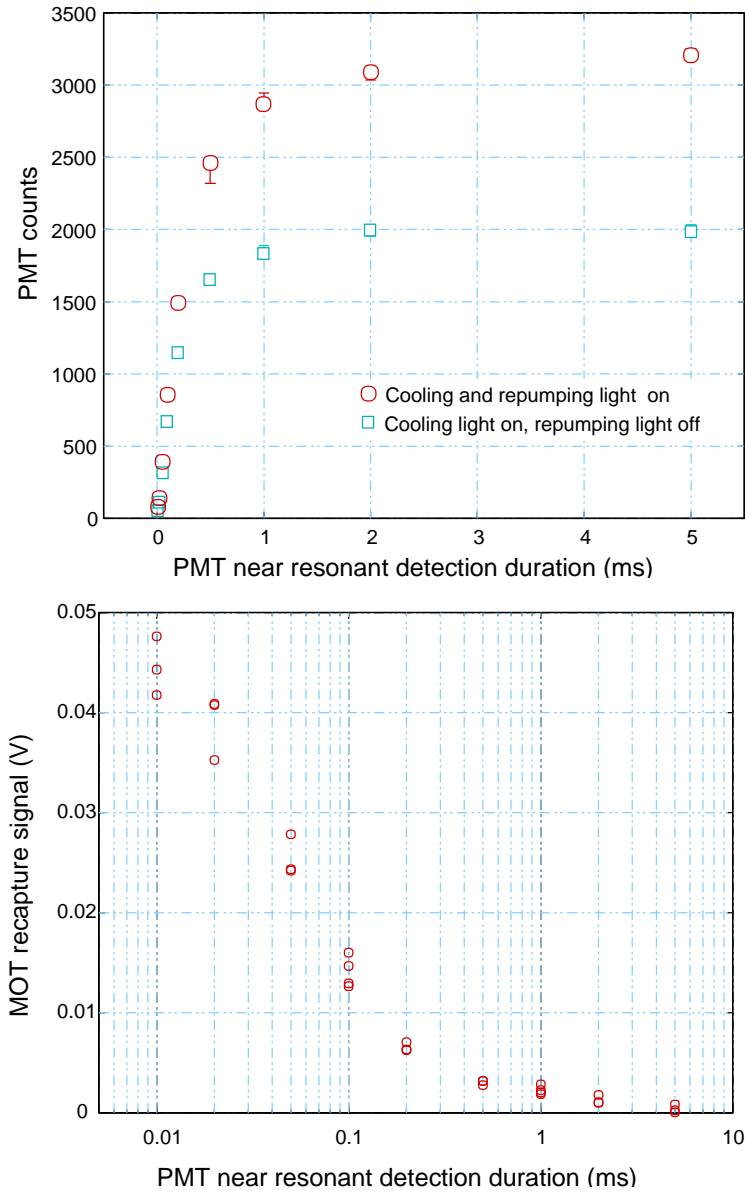 3500
3000
2500
2000
1500
1000
500
0
PMT counts
Cooling and repumping light on
Cooling light on, repumping light off
0 1 2 3 4 5
PMT near resonant detection duration (ms)
0.05
0.04
0.03
0.02
0.01
0
MOT recapture signal (V)
0.01 0.1 1 10
PMT near resonant detection duration (ms)